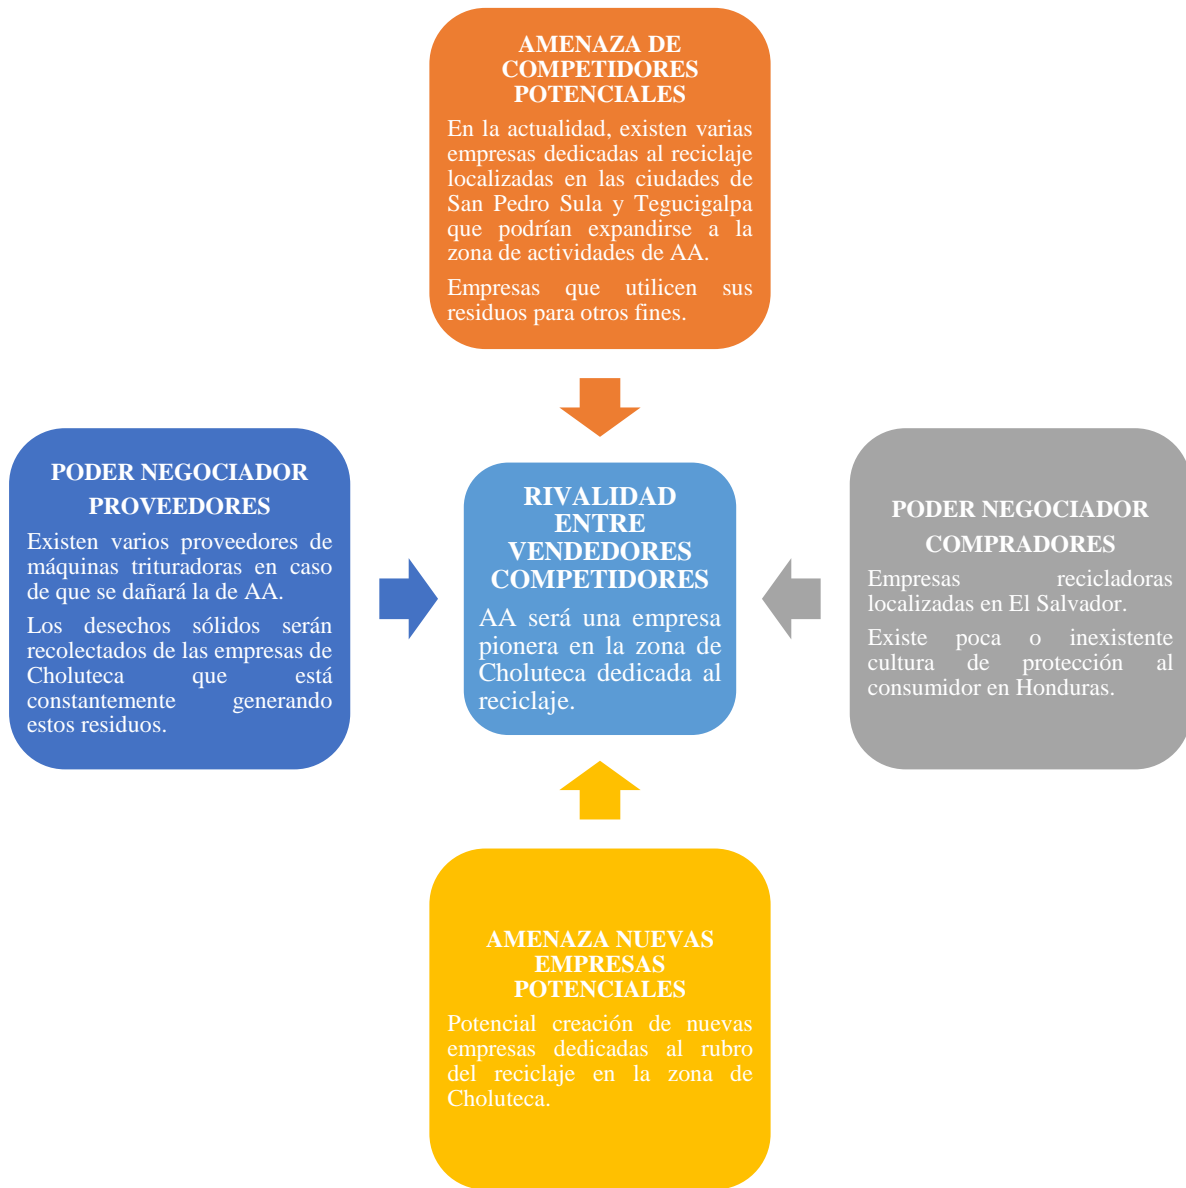 AMENAZA DE
COMPETIDORES
POTENCIALES
En la actualidad, existen varias
empresas dedicadas al reciclaje
localizadas en las ciudades de
San Pedro Sula y Tegucigalpa
que podrían expandirse a la
zona de actividades de AA.
Empresas que utilicen sus
residuos para otros fines.
PODER NEGOCIADOR
PROVEEDORES
Existen varios proveedores de
máquinas trituradoras en caso
de que se dañará la de AA.
Los desechos sólidos serán
recolectados de las empresas de
Choluteca que está
constantemente generando
estos residuos.
RIVALIDAD
ENTRE
VENDEDORES
COMPETIDORES
AA será una empresa
pionera en la zona de
Choluteca dedicada al
reciclaje.
PODER NEGOCIADOR
COMPRADORES
Empresas recicladoras
localizadas en El Salvador.
Existe poca o inexistente
cultura de protección al
consumidor en Honduras.
AMENAZA NUEVAS
EMPRESAS
POTENCIALES
Potencial creación de nuevas
empresas dedicadas al rubro
del reciclaje en la zona de
Choluteca.